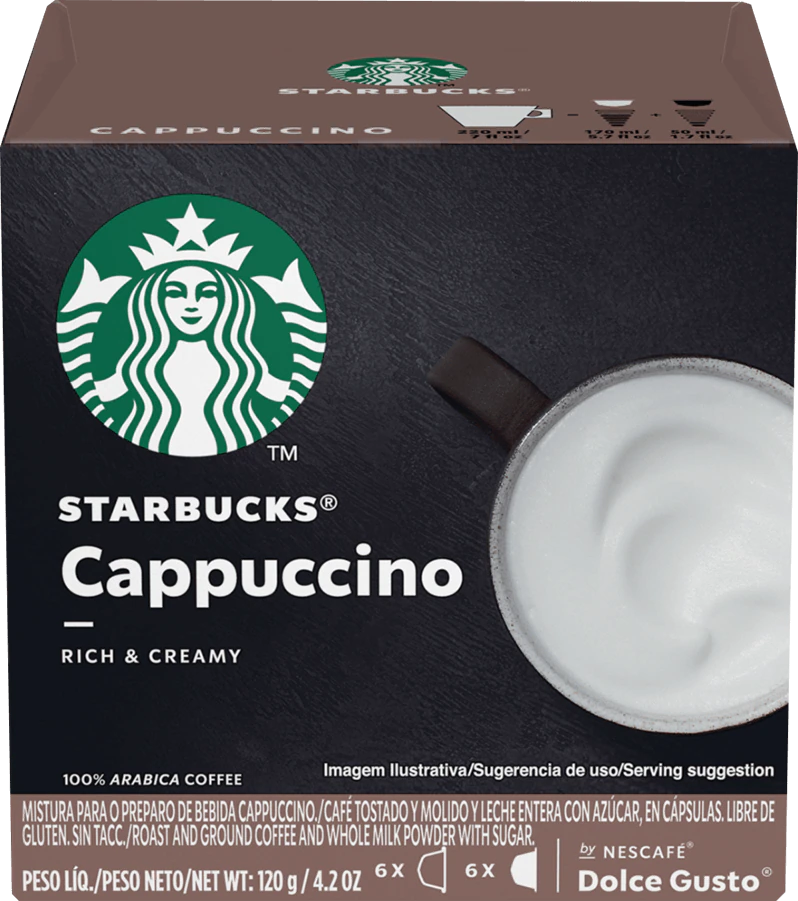 STARBUCKS®
CAPPUCCINO
220 ml / = 170 ml / + 50 ml /
7 fl oz 5.7 fl oz 1.7 fl oz
TM
STARBUCKS®
Cappuccino
RICH & CREAMY
100% ARABICA COFFEE
Imagem Ilustrativa/Sugerencia de uso/Serving suggestion
MISTURA PARA O PREPARO DE BEBIDA CAPPUCCINO./CAFÉ TOSTADO Y MOLIDO Y LECHE ENTERA CON AZÚCAR, EN CÁPSULAS. LIBRE DE
GLUTEN. SIN TACC./ROAST AND GROUND COFFEE AND WHOLE MILK POWDER WITH SUGAR.
PESO LÍQ./PESO NETO/NET WT: 120 g / 4.2 OZ
6 X 6 X
by NESCAFÉ®
Dolce Gusto®